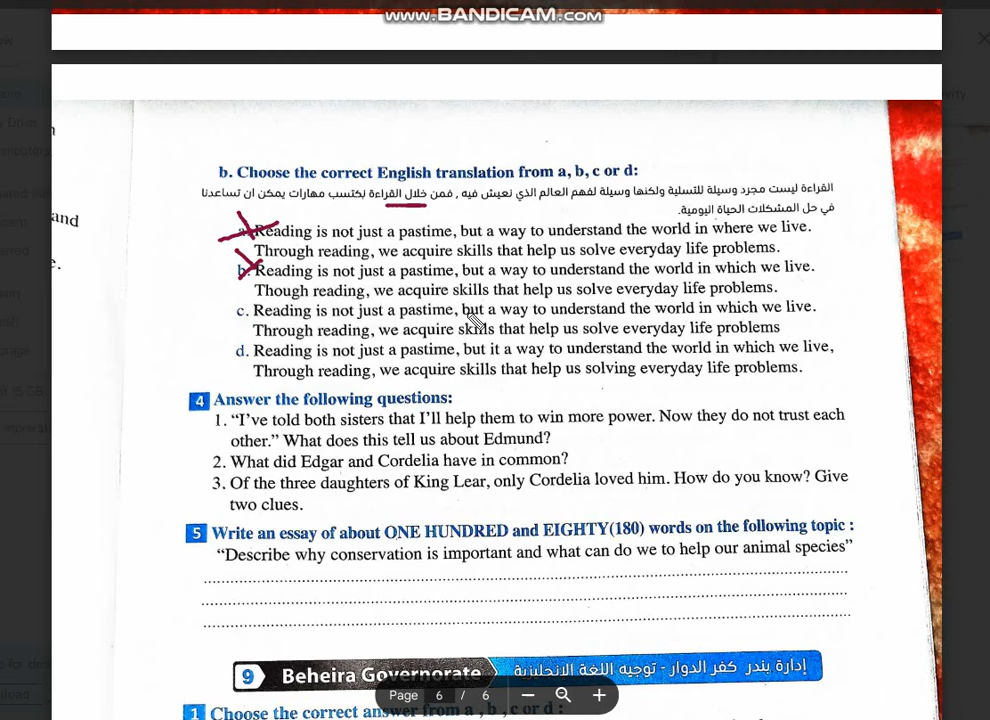 www.BANDICAM.com
and
e.
b. Choose the correct English translation from a, b, c or d:
القراءة ليست مجرد وسيلة للتسلية ولكنها وسيلة لفهم العالم الذي نعيش فيه , فمن خلال القراءة نكتسب مهارات يمكن ان تساعدنا
في حل المشكلات الحياة اليومية.
a. Reading is not just a pastime, but a way to understand the world in where we live.
Through reading, we acquire skills that help us solve everyday life problems.
b. Reading is not just a pastime, but a way to understand the world in which we live.
Though reading, we acquire skills that help us solve everyday life problems.
c. Reading is not just a pastime, but a way to understand the world in which we live.
Through reading, we acquire skills that help us solve everyday life problems
d. Reading is not just a pastime, but it a way to understand the world in which we live,
Through reading, we acquire skills that help us solving everyday life problems.
4 Answer the following questions:
1. “I’ve told both sisters that I’ll help them to win more power. Now they do not trust each
other.” What does this tell us about Edmund?
2. What did Edgar and Cordelia have in common?
3. Of the three daughters of King Lear, only Cordelia loved him. How do you know? Give
two clues.
5 Write an essay of about ONE HUNDRED and EIGHTY(180) words on the following topic :
“Describe why conservation is important and what can do we to help our animal species”
9 Beheira Governorate إدارة بندر كفر الدوار - توجيه اللغة الإنجليزية
Page 6 / 6
1 Choose the correct answer from a , b , c or d :